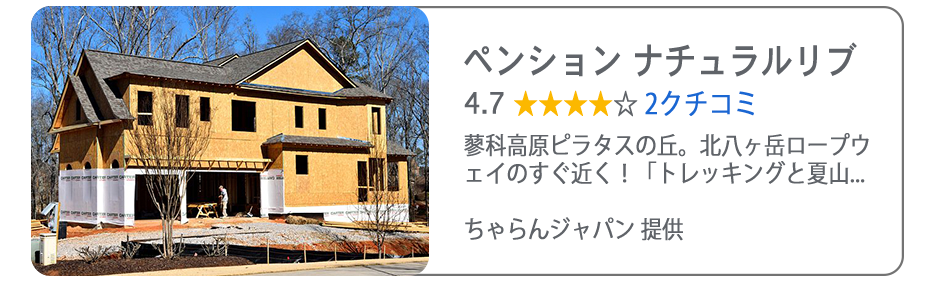 ペンション ナチュラルリブ
4.7 ★★★★☆ 2クチコミ
蓼科高原ピラタスの丘。北八ヶ岳ロープウ
ェイのすぐ近く！「トレッキングと夏山...
ちゃらんジャパン 提供